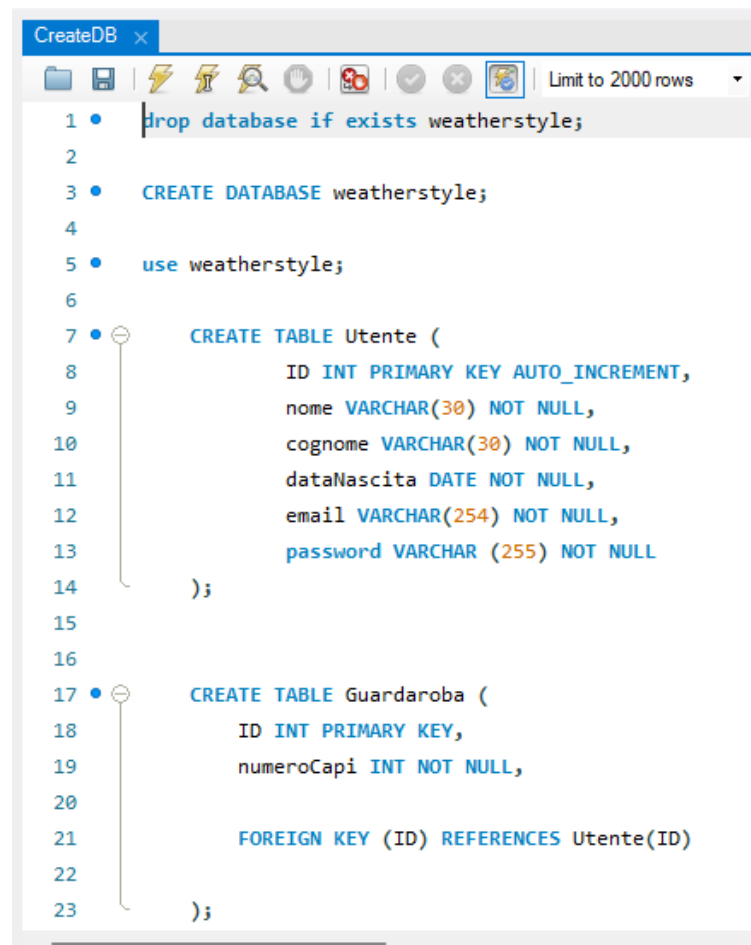 CreateDB ×
Limit to 2000 rows
1 drop database if exists weatherstyle;
2
3 CREATE DATABASE weatherstyle;
4
5 use weatherstyle;
6
7 CREATE TABLE Utente (
8 ID INT PRIMARY KEY AUTO_INCREMENT,
9 nome VARCHAR(30) NOT NULL,
10 cognome VARCHAR(30) NOT NULL,
11 dataNascita DATE NOT NULL,
12 email VARCHAR(254) NOT NULL,
13 password VARCHAR (255) NOT NULL
14 );
15
16
17 CREATE TABLE Guardaroba (
18 ID INT PRIMARY KEY,
19 numeroCapi INT NOT NULL,
20
21 FOREIGN KEY (ID) REFERENCES Utente(ID)
22
23 );